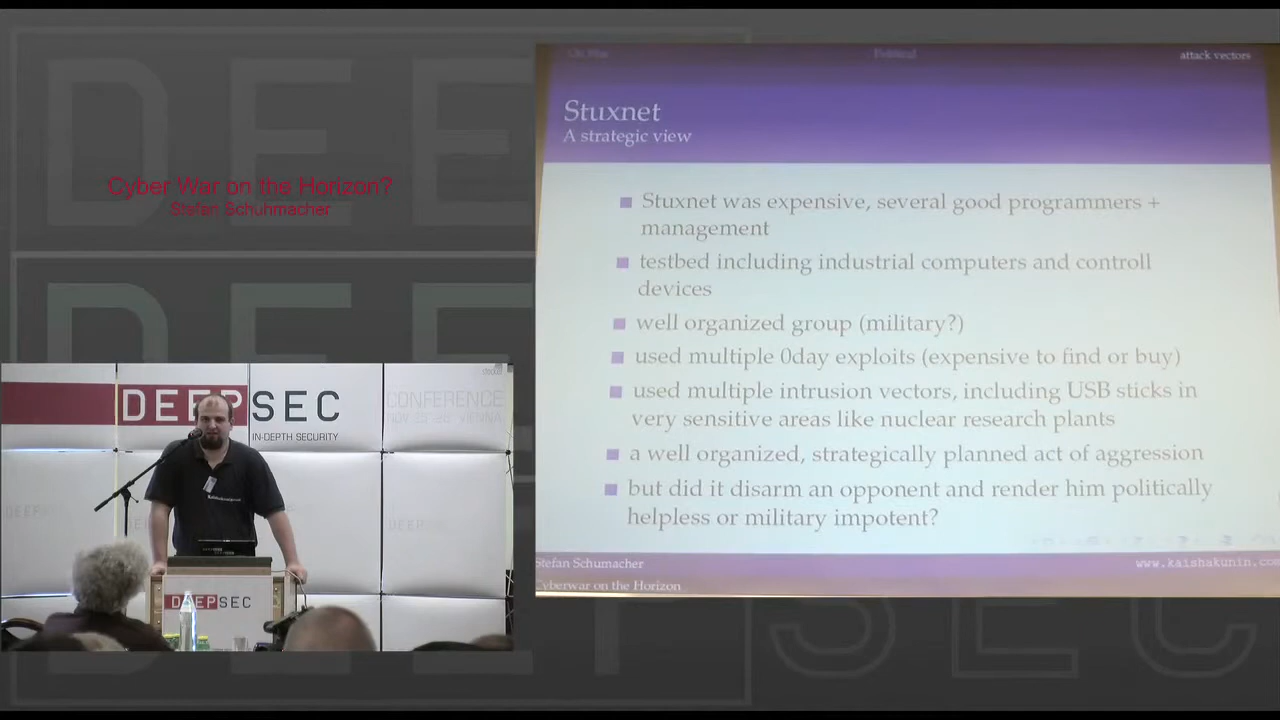 Cyber War on the Horizon?
Stefan Schuhmacher
Political
attack vectors
Stuxnet
A strategic view
Stuxnet was expensive, several good programmers +
management
testbed including industrial computers and controll
devices
well organized group (military?)
used multiple 0day exploits (expensive to find or buy)
used multiple intrusion vectors, including USB sticks in
very sensitive areas like nuclear research plants
a well organized, strategically planned act of aggression
but did it disarm an opponent and render him politically
helpless or military impotent?
Stefan Schumacher
www.kaishakunin.com
Cyberwar on the Horizon
DEEPSEC
IN-DEPTH SECURITY
CONFERENCE
VIENNA
DEEPSEC